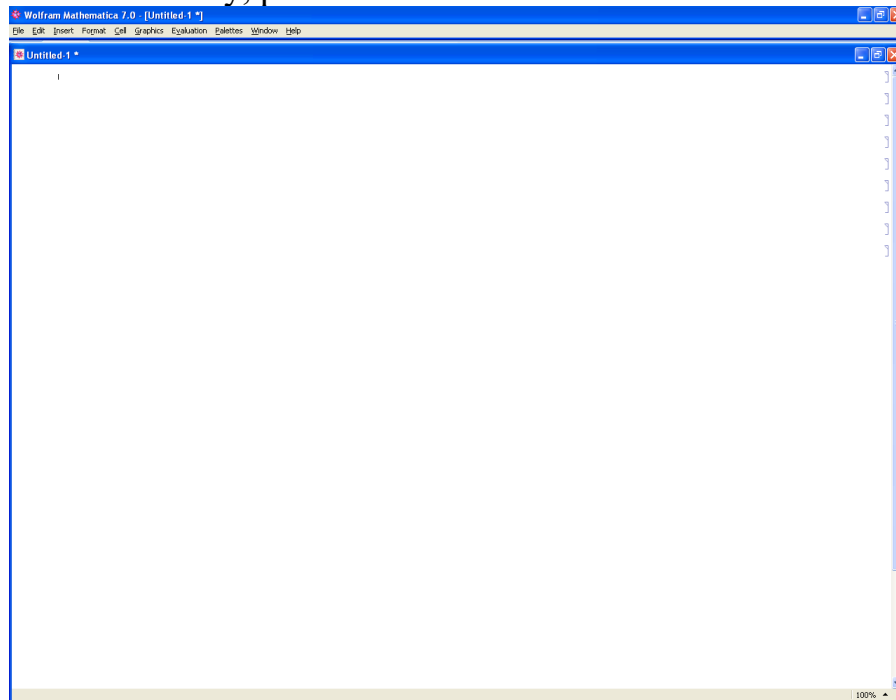 Wolfram Mathematica 7.0 - [Untitled-1 *]
File Edit Insert Format Cell Graphics Evaluation Palettes Window Help
Untitled-1 *
100%